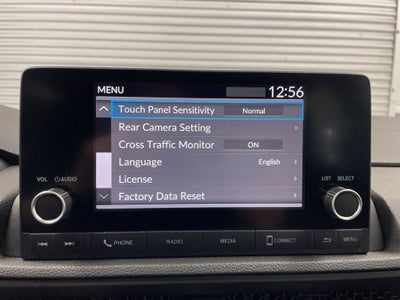 MENU 12:56
Touch Panel Sensitivity Normal
Rear Camera Setting
Cross Traffic Monitor ON
Language English
License
Factory Data Reset
VOL AUDIO LIST SELECT
PHONE RADIO MEDIA CONNECT MENU